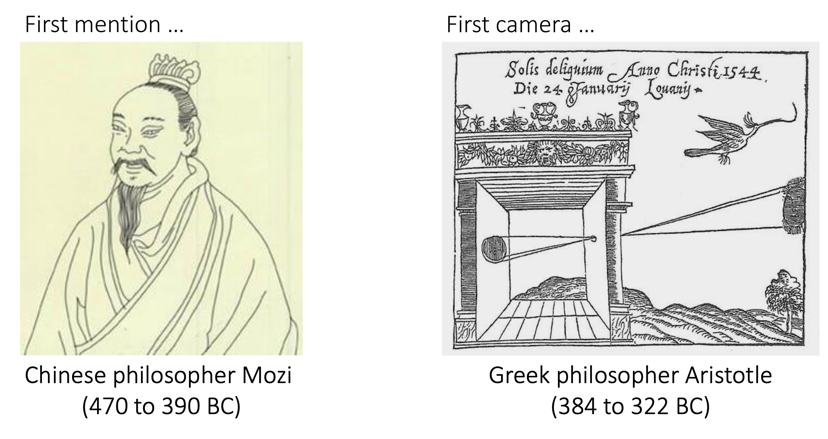 First mention …
First camera …
Solis deliquium Anno Christi 1544.
Die 24 Januarij Lovanij
Chinese philosopher Mozi
(470 to 390 BC)
Greek philosopher Aristotle
(384 to 322 BC)